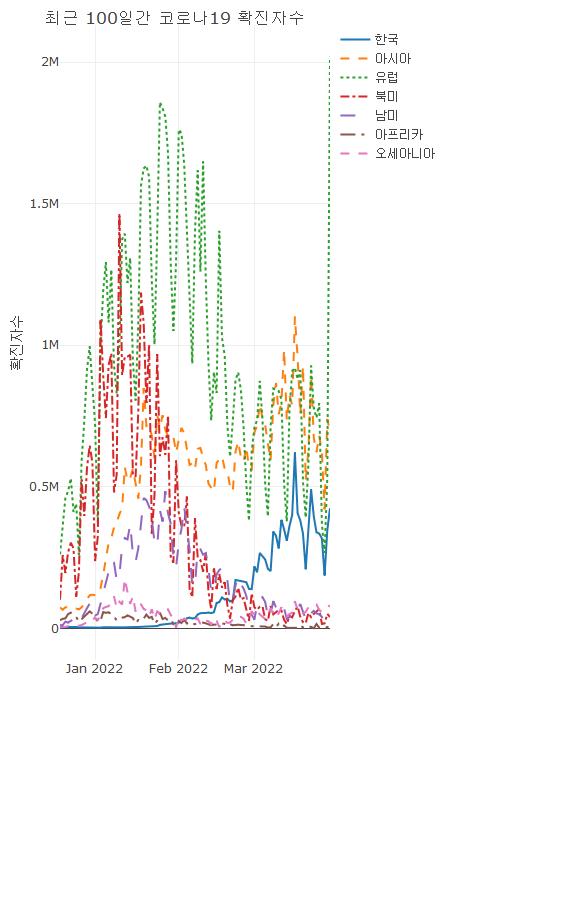 최근 100일간 코로나19 확진자수
한국
아시아
유럽
북미
남미
아프리카
오세아니아
확진자수
2M
1.5M
1M
0.5M
0
Jan 2022
Feb 2022
Mar 2022